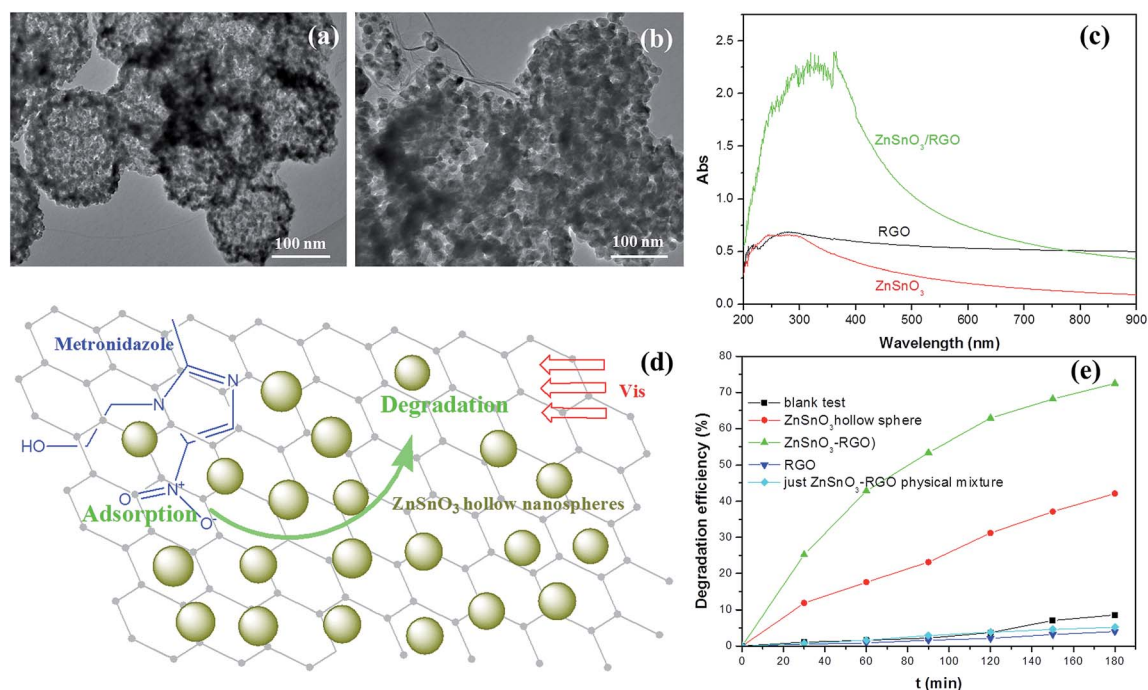 (a)
100 nm
(b)
100 nm
(c)
Abs
2.5
2.0
1.5
1.0
0.5
0.0
ZnSnO₃/RGO
RGO
ZnSnO₃
200 300 400 500 600 700 800 900
Wavelength (nm)
(d)
Metronidazole
N
N
HO
N⁺
O
O⁻
Adsorption
Degradation
Vis
ZnSnO₃ hollow nanospheres
(e)
Degradation efficiency (%)
80
70
60
50
40
30
20
10
0
blank test
ZnSnO₃hollow sphere
ZnSnO₃-RGO)
RGO
just ZnSnO₃-RGO physical mixture
0 20 40 60 80 100 120 140 160 180
t (min)